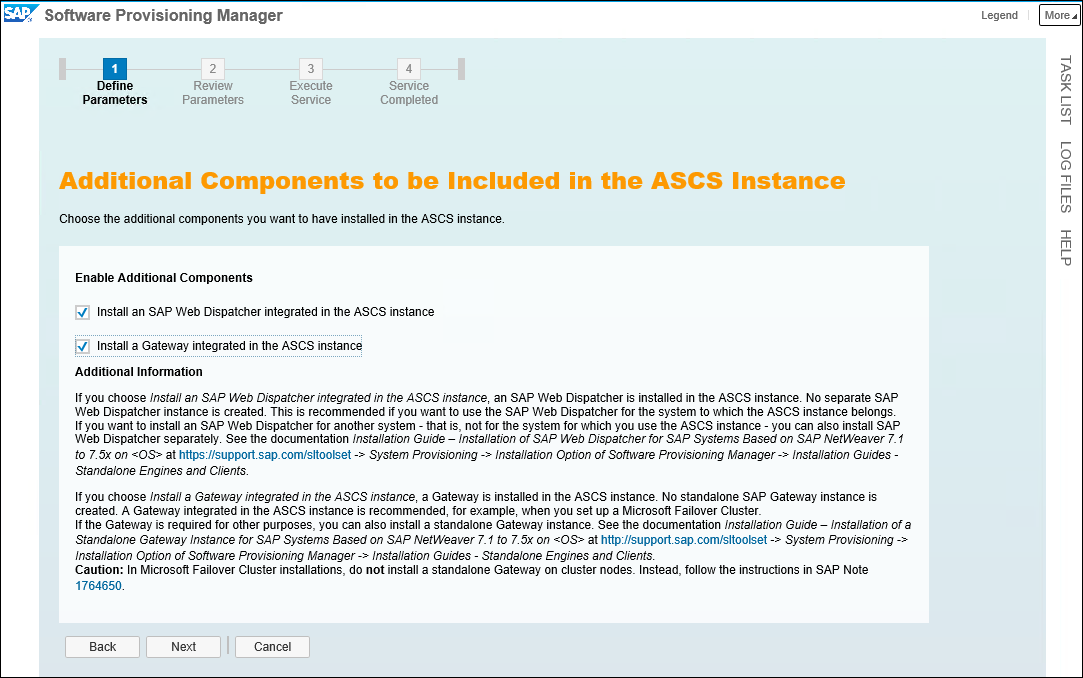 SAP Software Provisioning Manager
Legend
More
1
2
3
4
Define
Parameters
Review
Parameters
Execute
Service
Service
Completed
TASK LIST
LOG FILES
HELP
Additional Components to be Included in the ASCS Instance
Choose the additional components you want to have installed in the ASCS instance.
Enable Additional Components
Install an SAP Web Dispatcher integrated in the ASCS instance
Install a Gateway integrated in the ASCS instance
Additional Information
If you choose Install an SAP Web Dispatcher integrated in the ASCS instance, an SAP Web Dispatcher is installed in the ASCS instance. No separate SAP
Web Dispatcher instance is created. This is recommended if you want to use the SAP Web Dispatcher for the system to which the ASCS instance belongs.
If you want to install an SAP Web Dispatcher for another system - that is, not for the system for which you use the ASCS instance - you can also install SAP
Web Dispatcher separately. See the documentation Installation Guide – Installation of SAP Web Dispatcher for SAP Systems Based on SAP NetWeaver 7.1
to 7.5x on <OS> at https://support.sap.com/sltoolset -> System Provisioning -> Installation Option of Software Provisioning Manager -> Installation Guides -
Standalone Engines and Clients.
If you choose Install a Gateway integrated in the ASCS instance, a Gateway is installed in the ASCS instance. No standalone SAP Gateway instance is
created. A Gateway integrated in the ASCS instance is recommended, for example, when you set up a Microsoft Failover Cluster.
If the Gateway is required for other purposes, you can also install a standalone Gateway instance. See the documentation Installation Guide – Installation of a
Standalone Gateway Instance for SAP Systems Based on SAP NetWeaver 7.1 to 7.5x on <OS> at http://support.sap.com/sltoolset -> System Provisioning ->
Installation Option of Software Provisioning Manager -> Installation Guides - Standalone Engines and Clients.
Caution: In Microsoft Failover Cluster installations, do not install a standalone Gateway on cluster nodes. Instead, follow the instructions in SAP Note
1764650.
Back
Next
Cancel